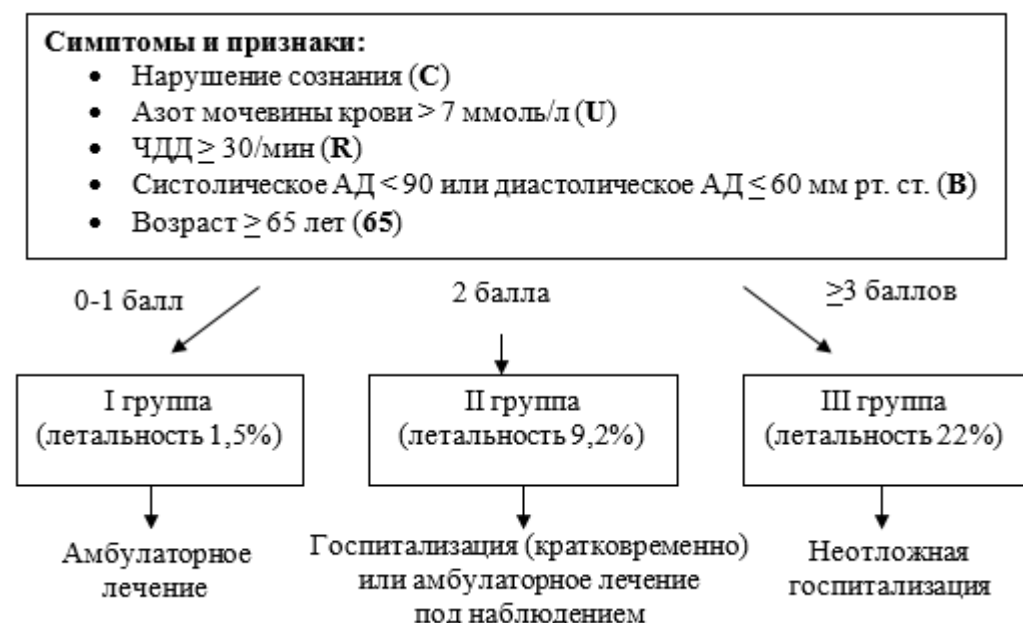 Симптомы и признаки:
• Нарушение сознания (C)
• Азот мочевины крови > 7 ммоль/л (U)
• ЧДД ≥ 30/мин (R)
• Систолическое АД < 90 или диастолическое АД ≤ 60 мм рт. ст. (B)
• Возраст ≥ 65 лет (65)
0-1 балл
2 балла
≥3 баллов
I группа
(летальность 1,5%)
II группа
(летальность 9,2%)
III группа
(летальность 22%)
Амбулаторное
лечение
Госпитализация (кратковременно)
или амбулаторное лечение
под наблюдением
Неотложная
госпитализация